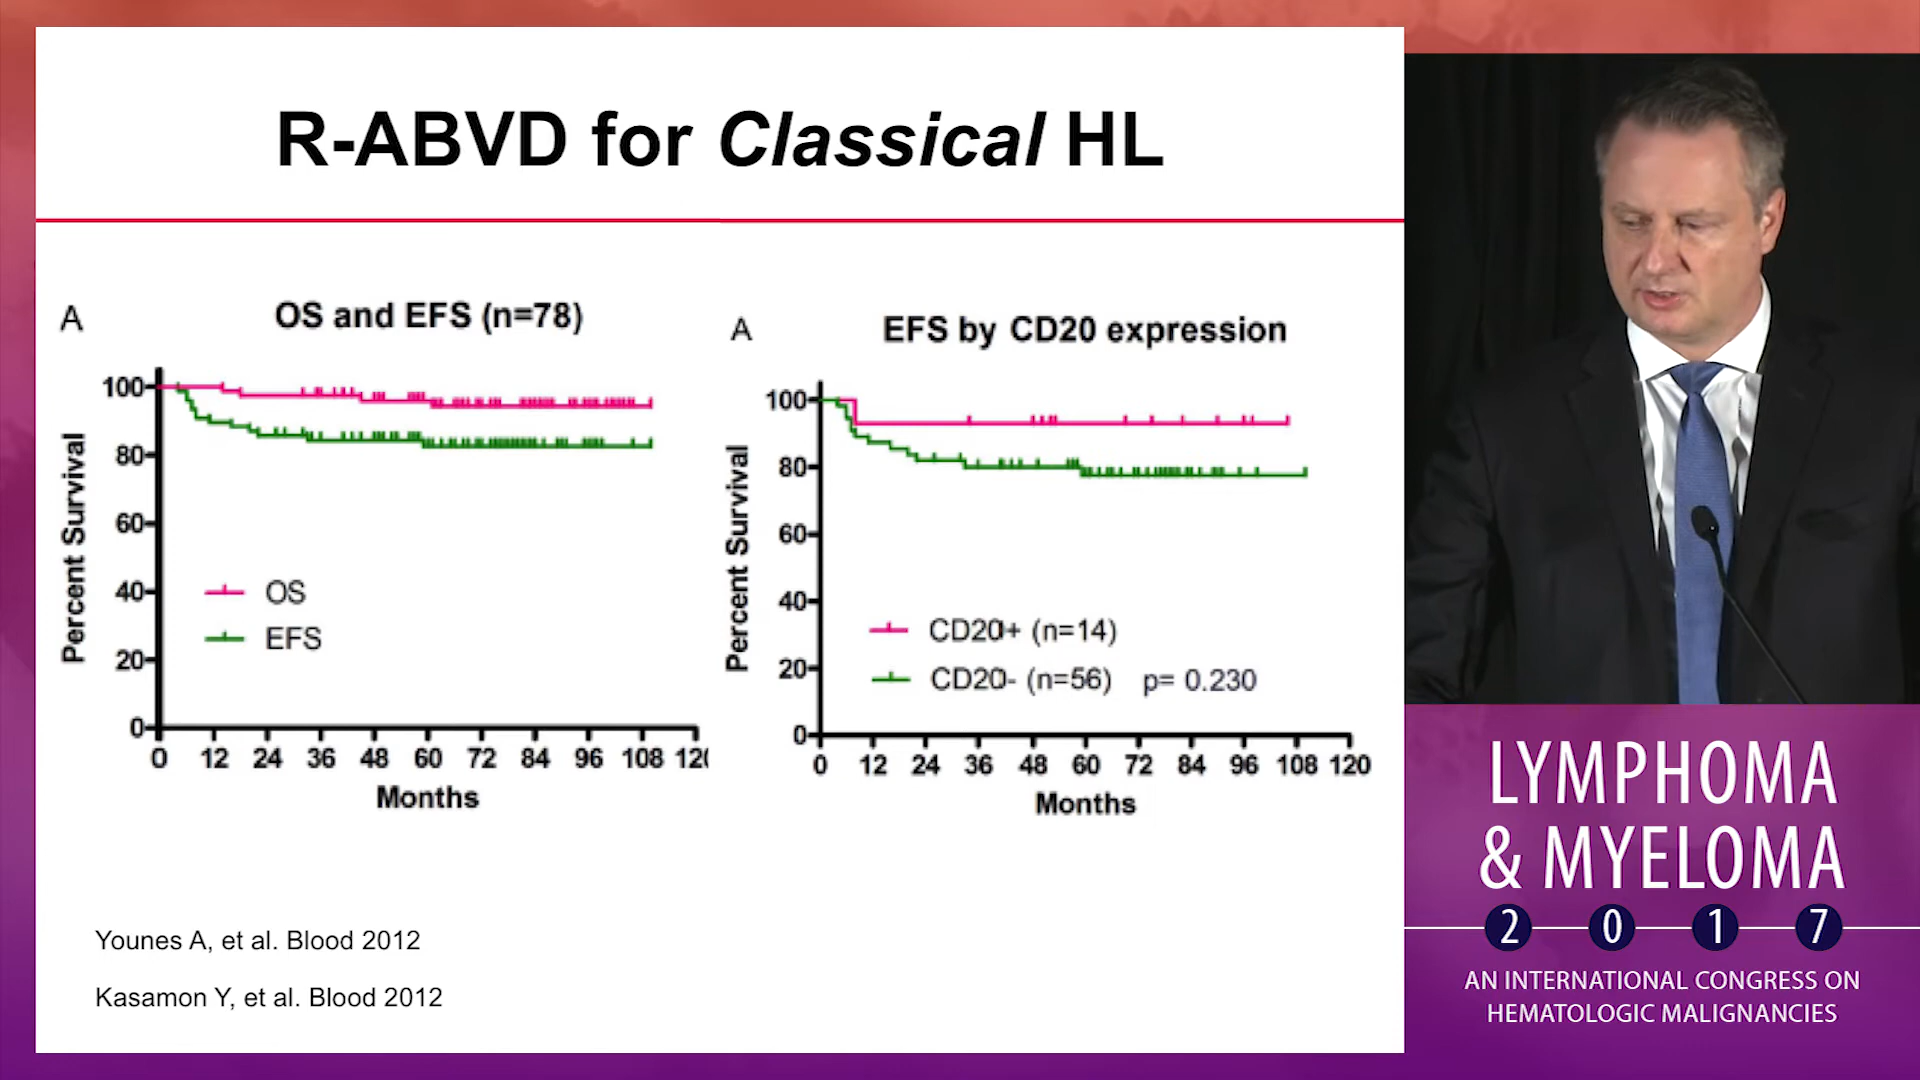 R-ABVD for Classical HL
A
OS and EFS (n=78)
Percent Survival
100
80
60
40
20
0
OS
EFS
0 12 24 36 48 60 72 84 96 108 120
Months
A
EFS by CD20 expression
Percent Survival
100
80
60
40
20
0
CD20+ (n=14)
CD20- (n=56) p= 0.230
0 12 24 36 48 60 72 84 96 108 120
Months
Younes A, et al. Blood 2012
Kasamon Y, et al. Blood 2012
LYMPHOMA
& MYELOMA
2 0 1 7
AN INTERNATIONAL CONGRESS ON
HEMATOLOGIC MALIGNANCIES